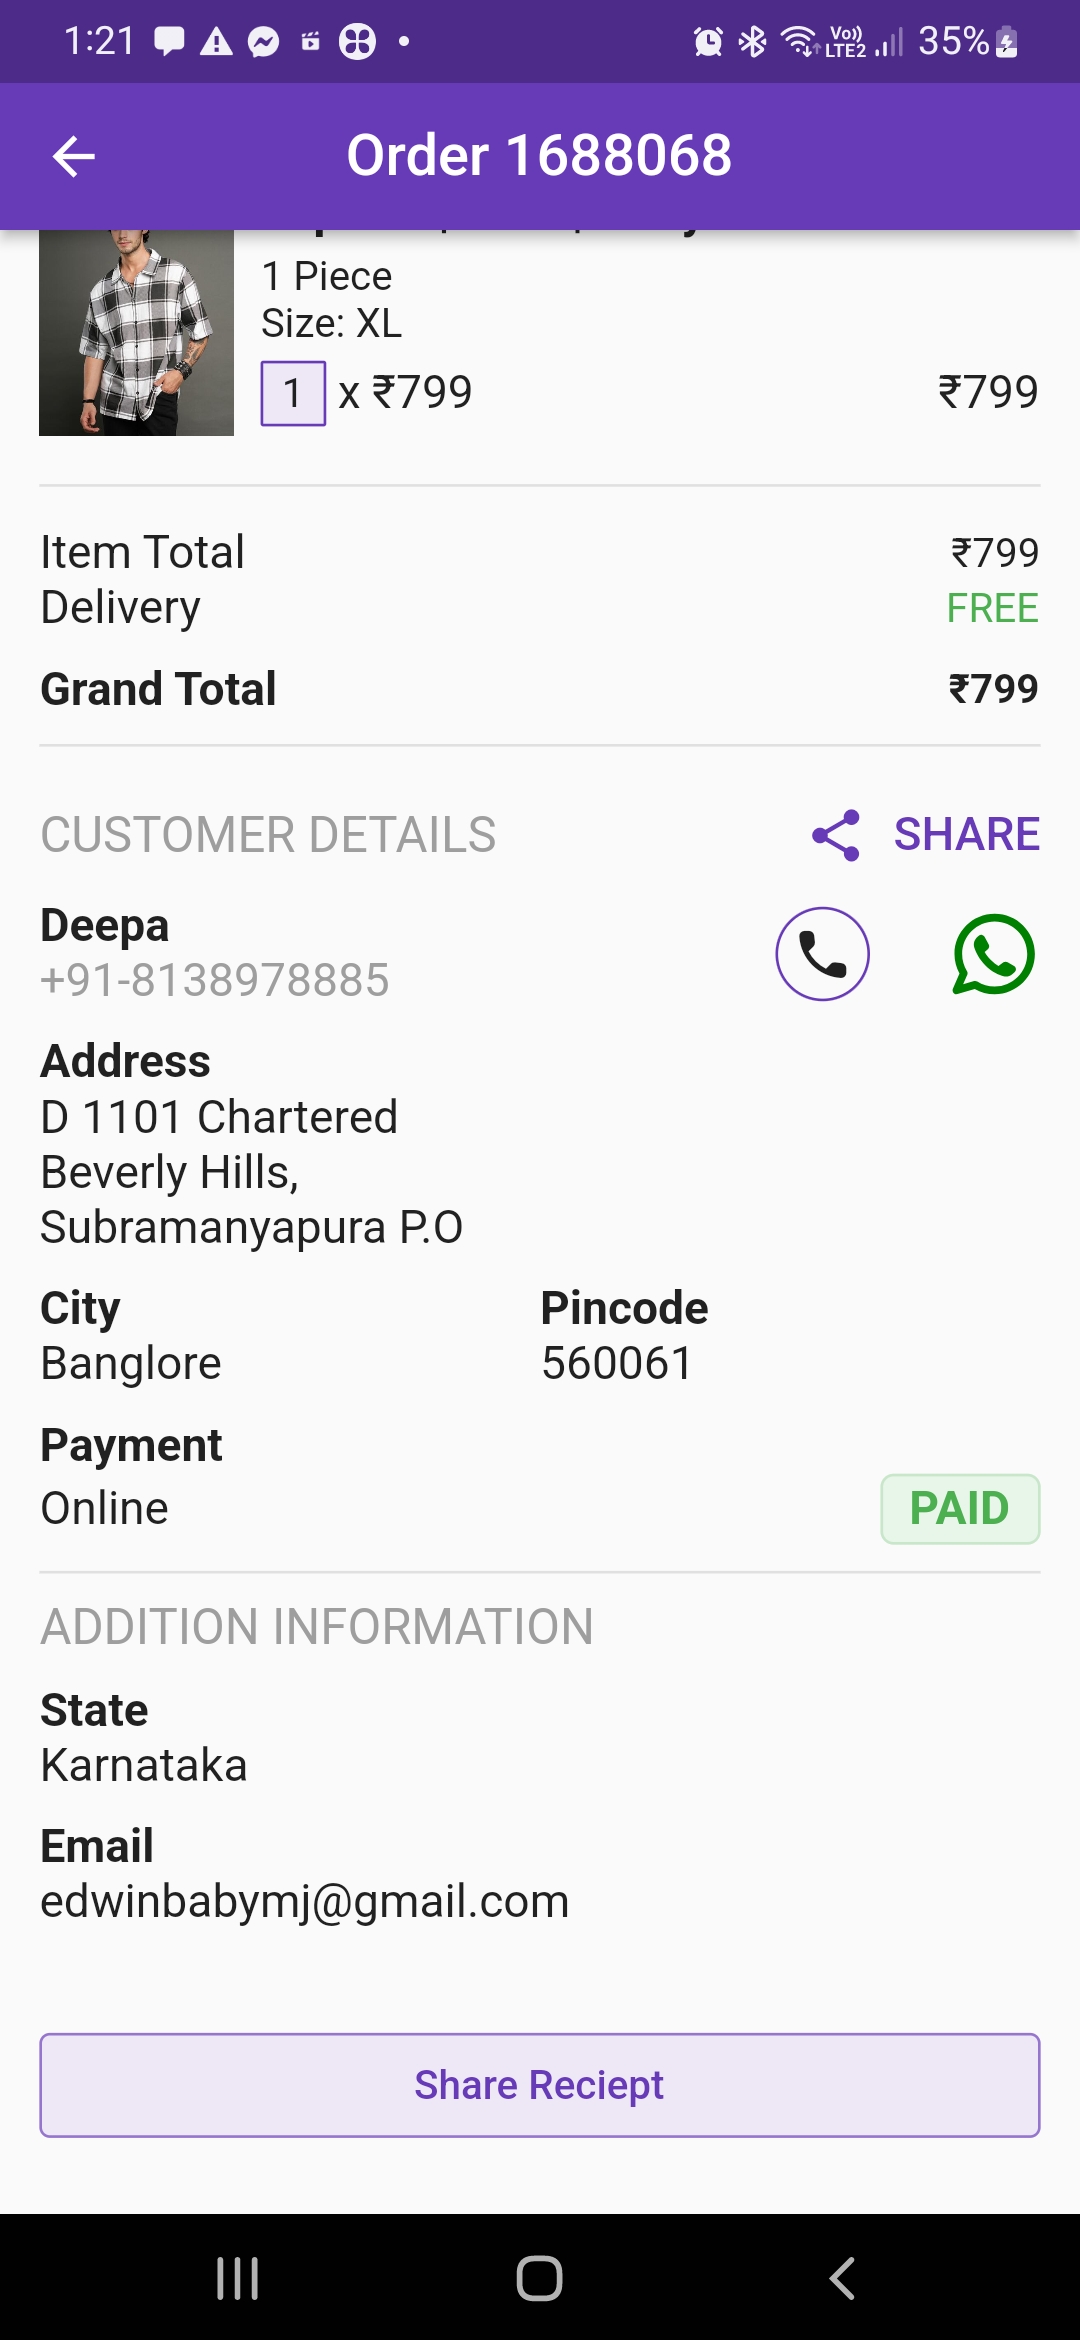 1:21
Vo))
LTE2
35%
Order 1688068
1 Piece
Size: XL
1 x ₹799
₹799
Item Total ₹799
Delivery FREE
Grand Total ₹799
CUSTOMER DETAILS
SHARE
Deepa
+91-8138978885
Address
D 1101 Chartered
Beverly Hills,
Subramanyapura P.O
City Pincode
Banglore 560061
Payment
Online PAID
ADDITION INFORMATION
State
Karnataka
Email
edwinbabymj@gmail.com
Share Reciept